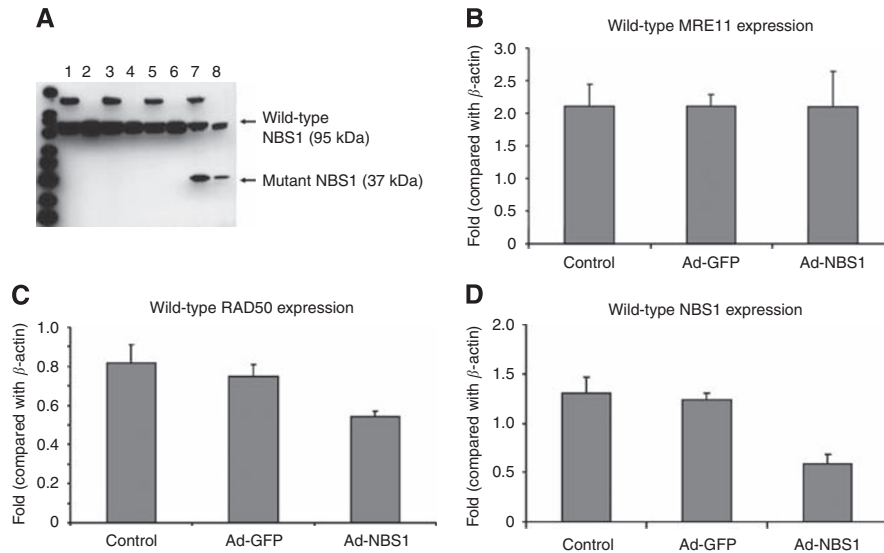 A
1 2 3 4 5 6 7 8
Wild-type
NBS1 (95 kDa)
Mutant NBS1 (37 kDa)
B
Wild-type MRE11 expression
Fold (compared with β-actin)
3.0
2.5
2.0
1.5
1.0
0.5
0
Control Ad-GFP Ad-NBS1
C
Wild-type RAD50 expression
Fold (compared with β-actin)
1.0
0.8
0.6
0.4
0.2
0
Control Ad-GFP Ad-NBS1
D
Wild-type NBS1 expression
Fold (compared with β-actin)
2.0
1.5
1.0
0.5
0
Control Ad-GFP Ad-NBS1